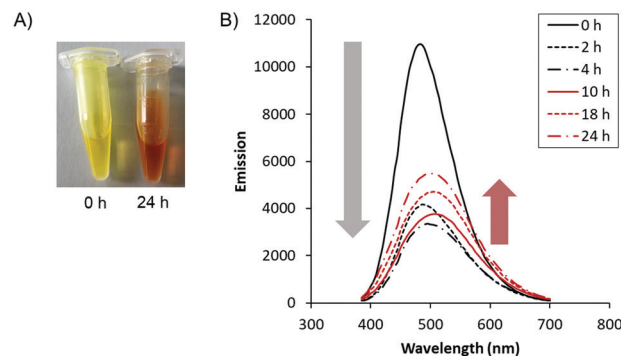 A)
0 h 24 h
B)
12000
10000
8000
6000
4000
2000
0
Emission
300 400 500 600 700 800
Wavelength (nm)
0 h
2 h
4 h
10 h
18 h
24 h